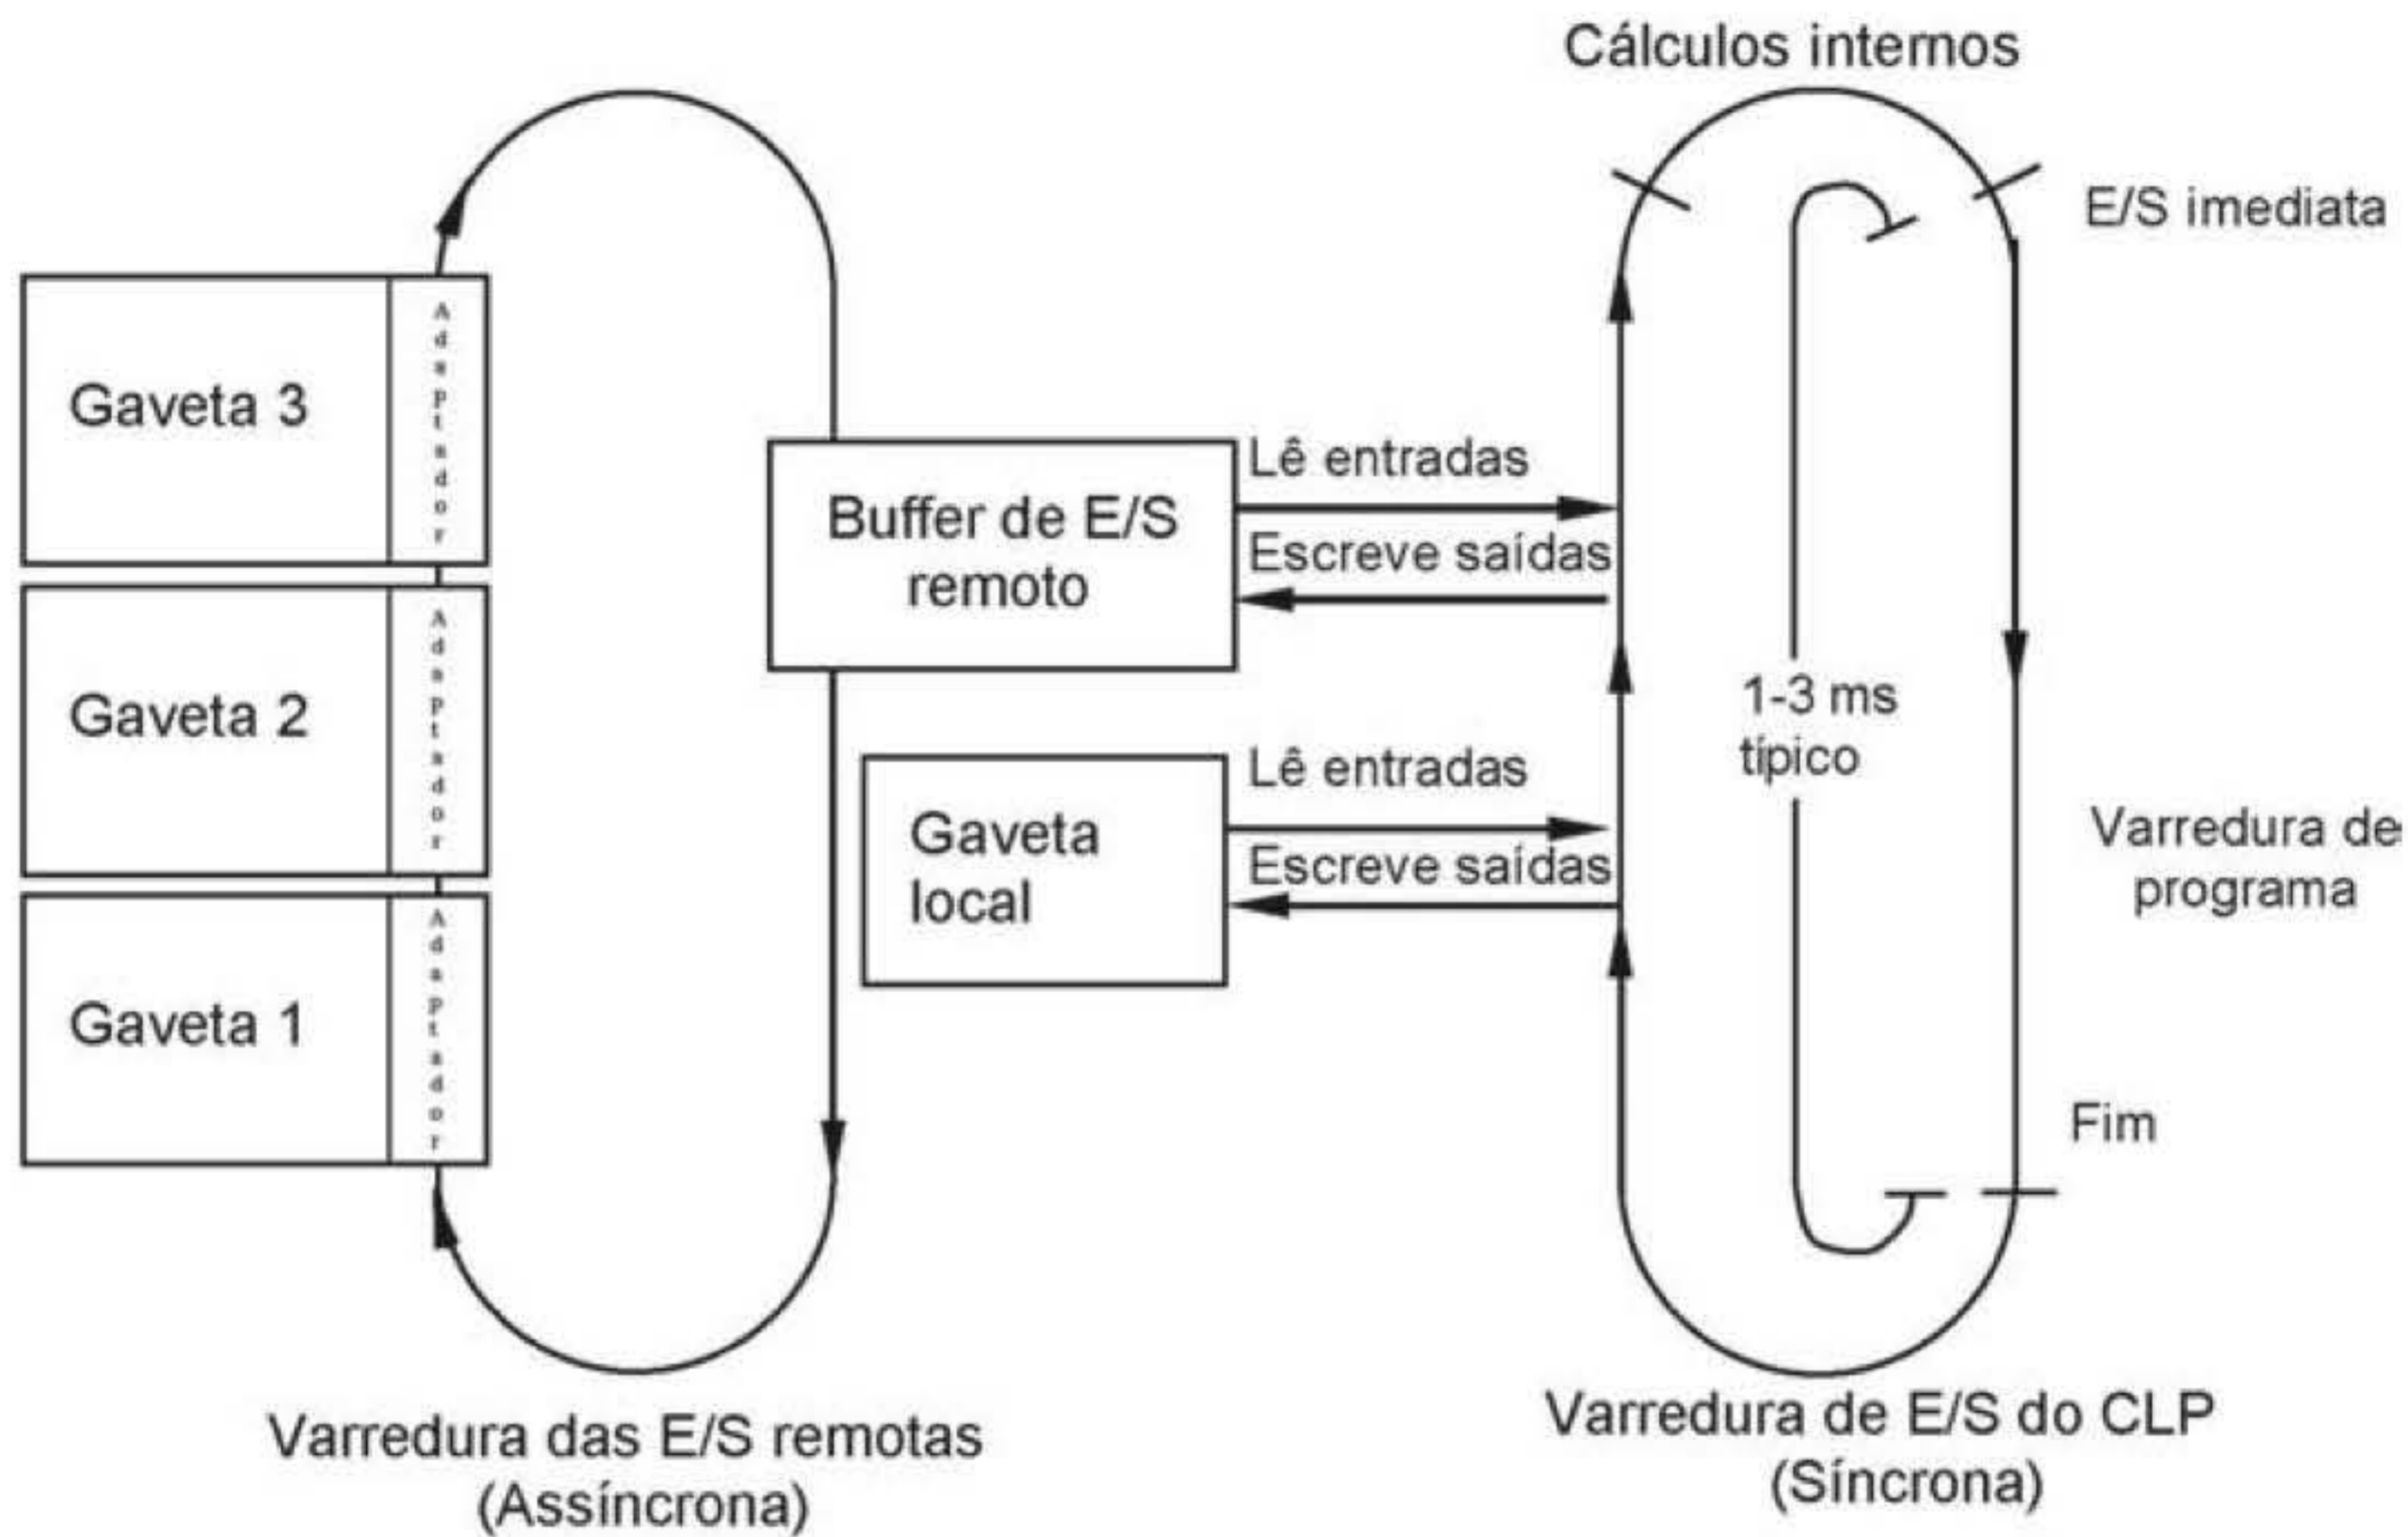 Cálculos internos
E/S imediata
Gaveta 3
Adaptador
Buffer de E/S
remoto
Lê entradas
Escreve saídas
Gaveta 2
Adaptador
1-3 ms
típico
Gaveta
local
Lê entradas
Escreve saídas
Varredura de
programa
Gaveta 1
Adaptador
Fim
Varredura das E/S remotas
(Assíncrona)
Varredura de E/S do CLP
(Síncrona)